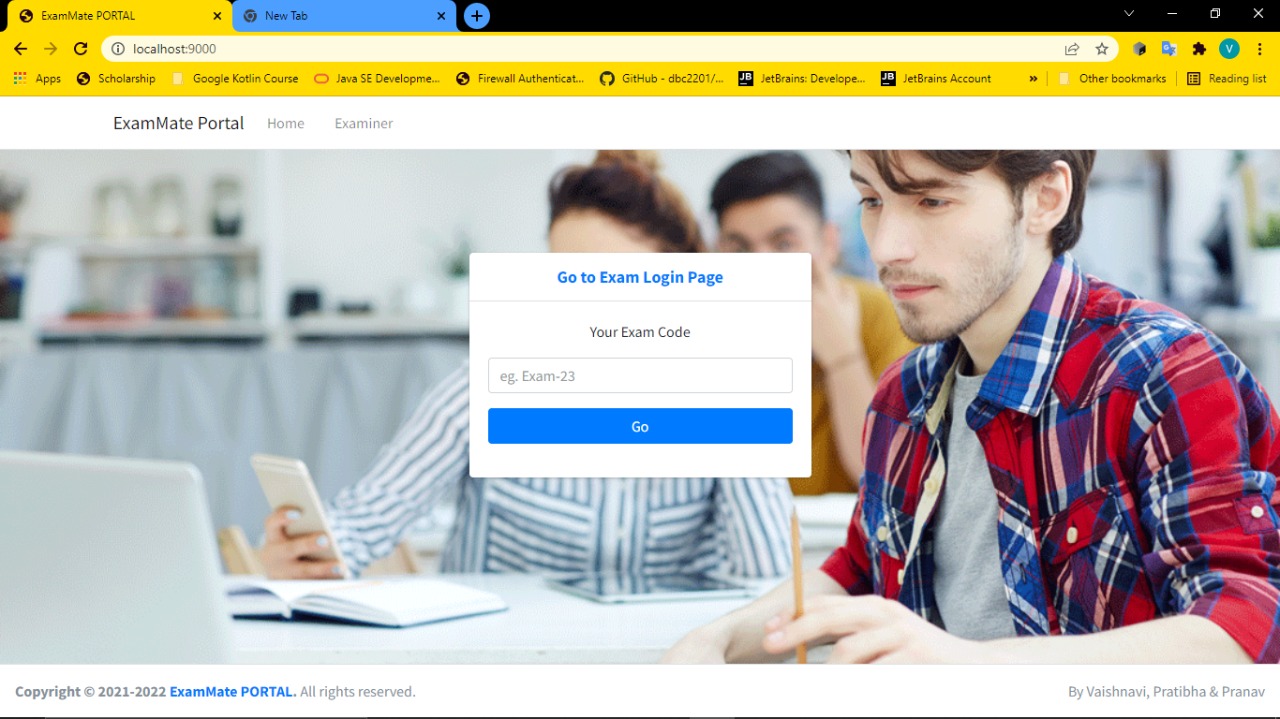 ExamMate PORTAL
New Tab
localhost:9000
V
Apps
Scholarship
Google Kotlin Course
Java SE Developme...
Firewall Authenticat...
GitHub - dbc2201/...
JB
JetBrains: Develope...
JB
JetBrains Account
»
Other bookmarks
Reading list
ExamMate Portal Home Examiner
Go to Exam Login Page
Your Exam Code
eg. Exam-23
Go
Copyright © 2021-2022 ExamMate PORTAL. All rights reserved.
By Vaishnavi, Pratibha & Pranav